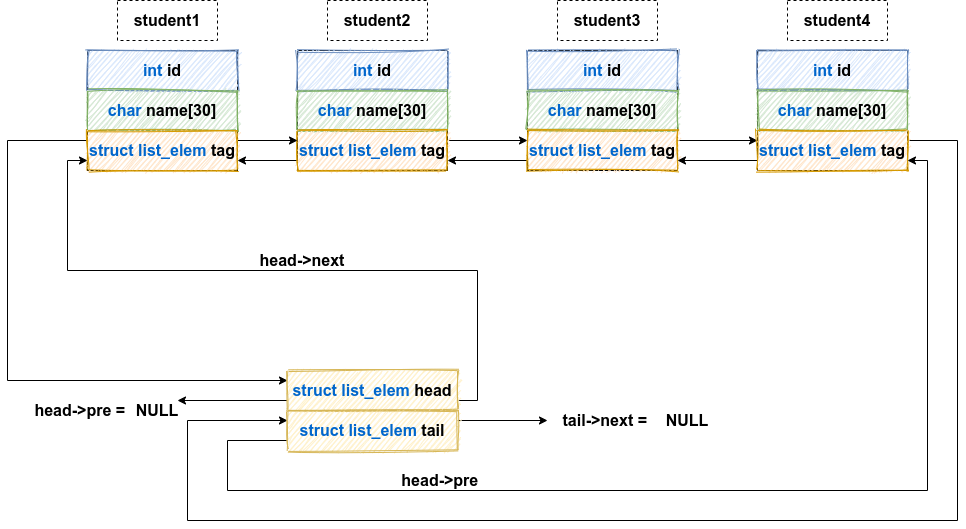 student1
student2
student3
student4
int id
int id
int id
int id
char name[30]
char name[30]
char name[30]
char name[30]
struct list_elem tag
struct list_elem tag
struct list_elem tag
struct list_elem tag
head->next
struct list_elem head
head->pre = NULL
tail->next = NULL
struct list_elem tail
head->pre